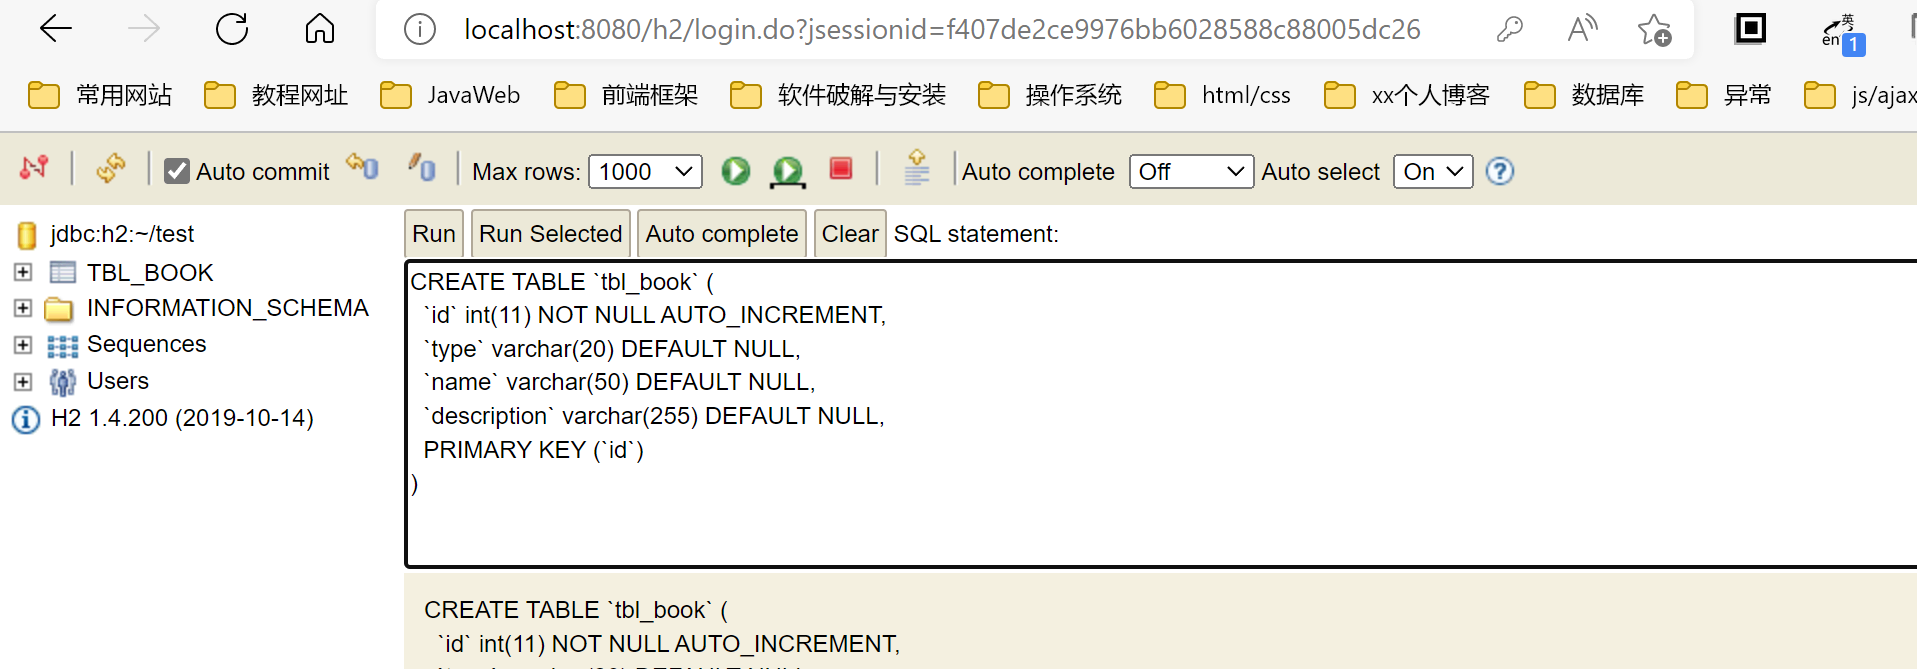 localhost:8080/h2/login.do?jsessionid=f407de2ce9976bb6028588c88005dc26
英
en
1
常用网站 教程网址 JavaWeb 前端框架 软件破解与安装 操作系统 html/css xx个人博客 数据库 异常 js/ajax
Auto commit Max rows: 1000 Auto complete Off Auto select On
Run Run Selected Auto complete Clear SQL statement:
jdbc:h2:~/test
TBL_BOOK
INFORMATION_SCHEMA
Sequences
Users
H2 1.4.200 (2019-10-14)
CREATE TABLE `tbl_book` (
`id` int(11) NOT NULL AUTO_INCREMENT,
`type` varchar(20) DEFAULT NULL,
`name` varchar(50) DEFAULT NULL,
`description` varchar(255) DEFAULT NULL,
PRIMARY KEY (`id`)
)
CREATE TABLE `tbl_book` (
`id` int(11) NOT NULL AUTO_INCREMENT,